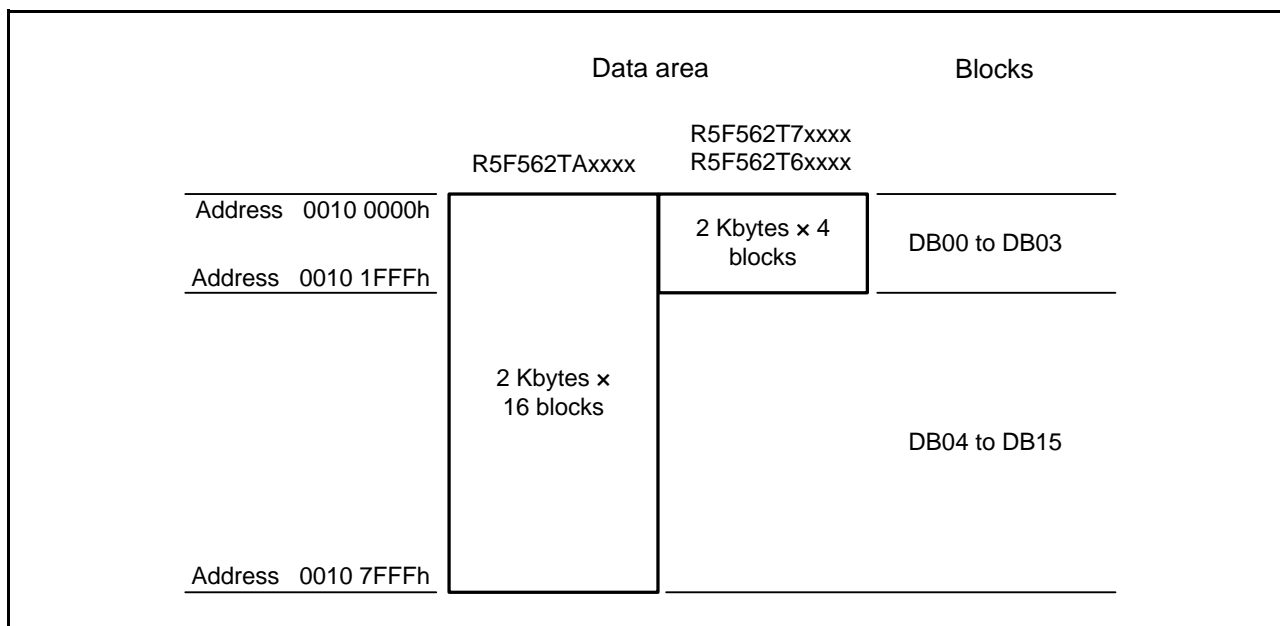 Data area
Blocks
R5F562TAxxxx
R5F562T7xxxx
R5F562T6xxxx
Address 0010 0000h
2 Kbytes × 4
blocks
DB00 to DB03
Address 0010 1FFFh
2 Kbytes ×
16 blocks
DB04 to DB15
Address 0010 7FFFh